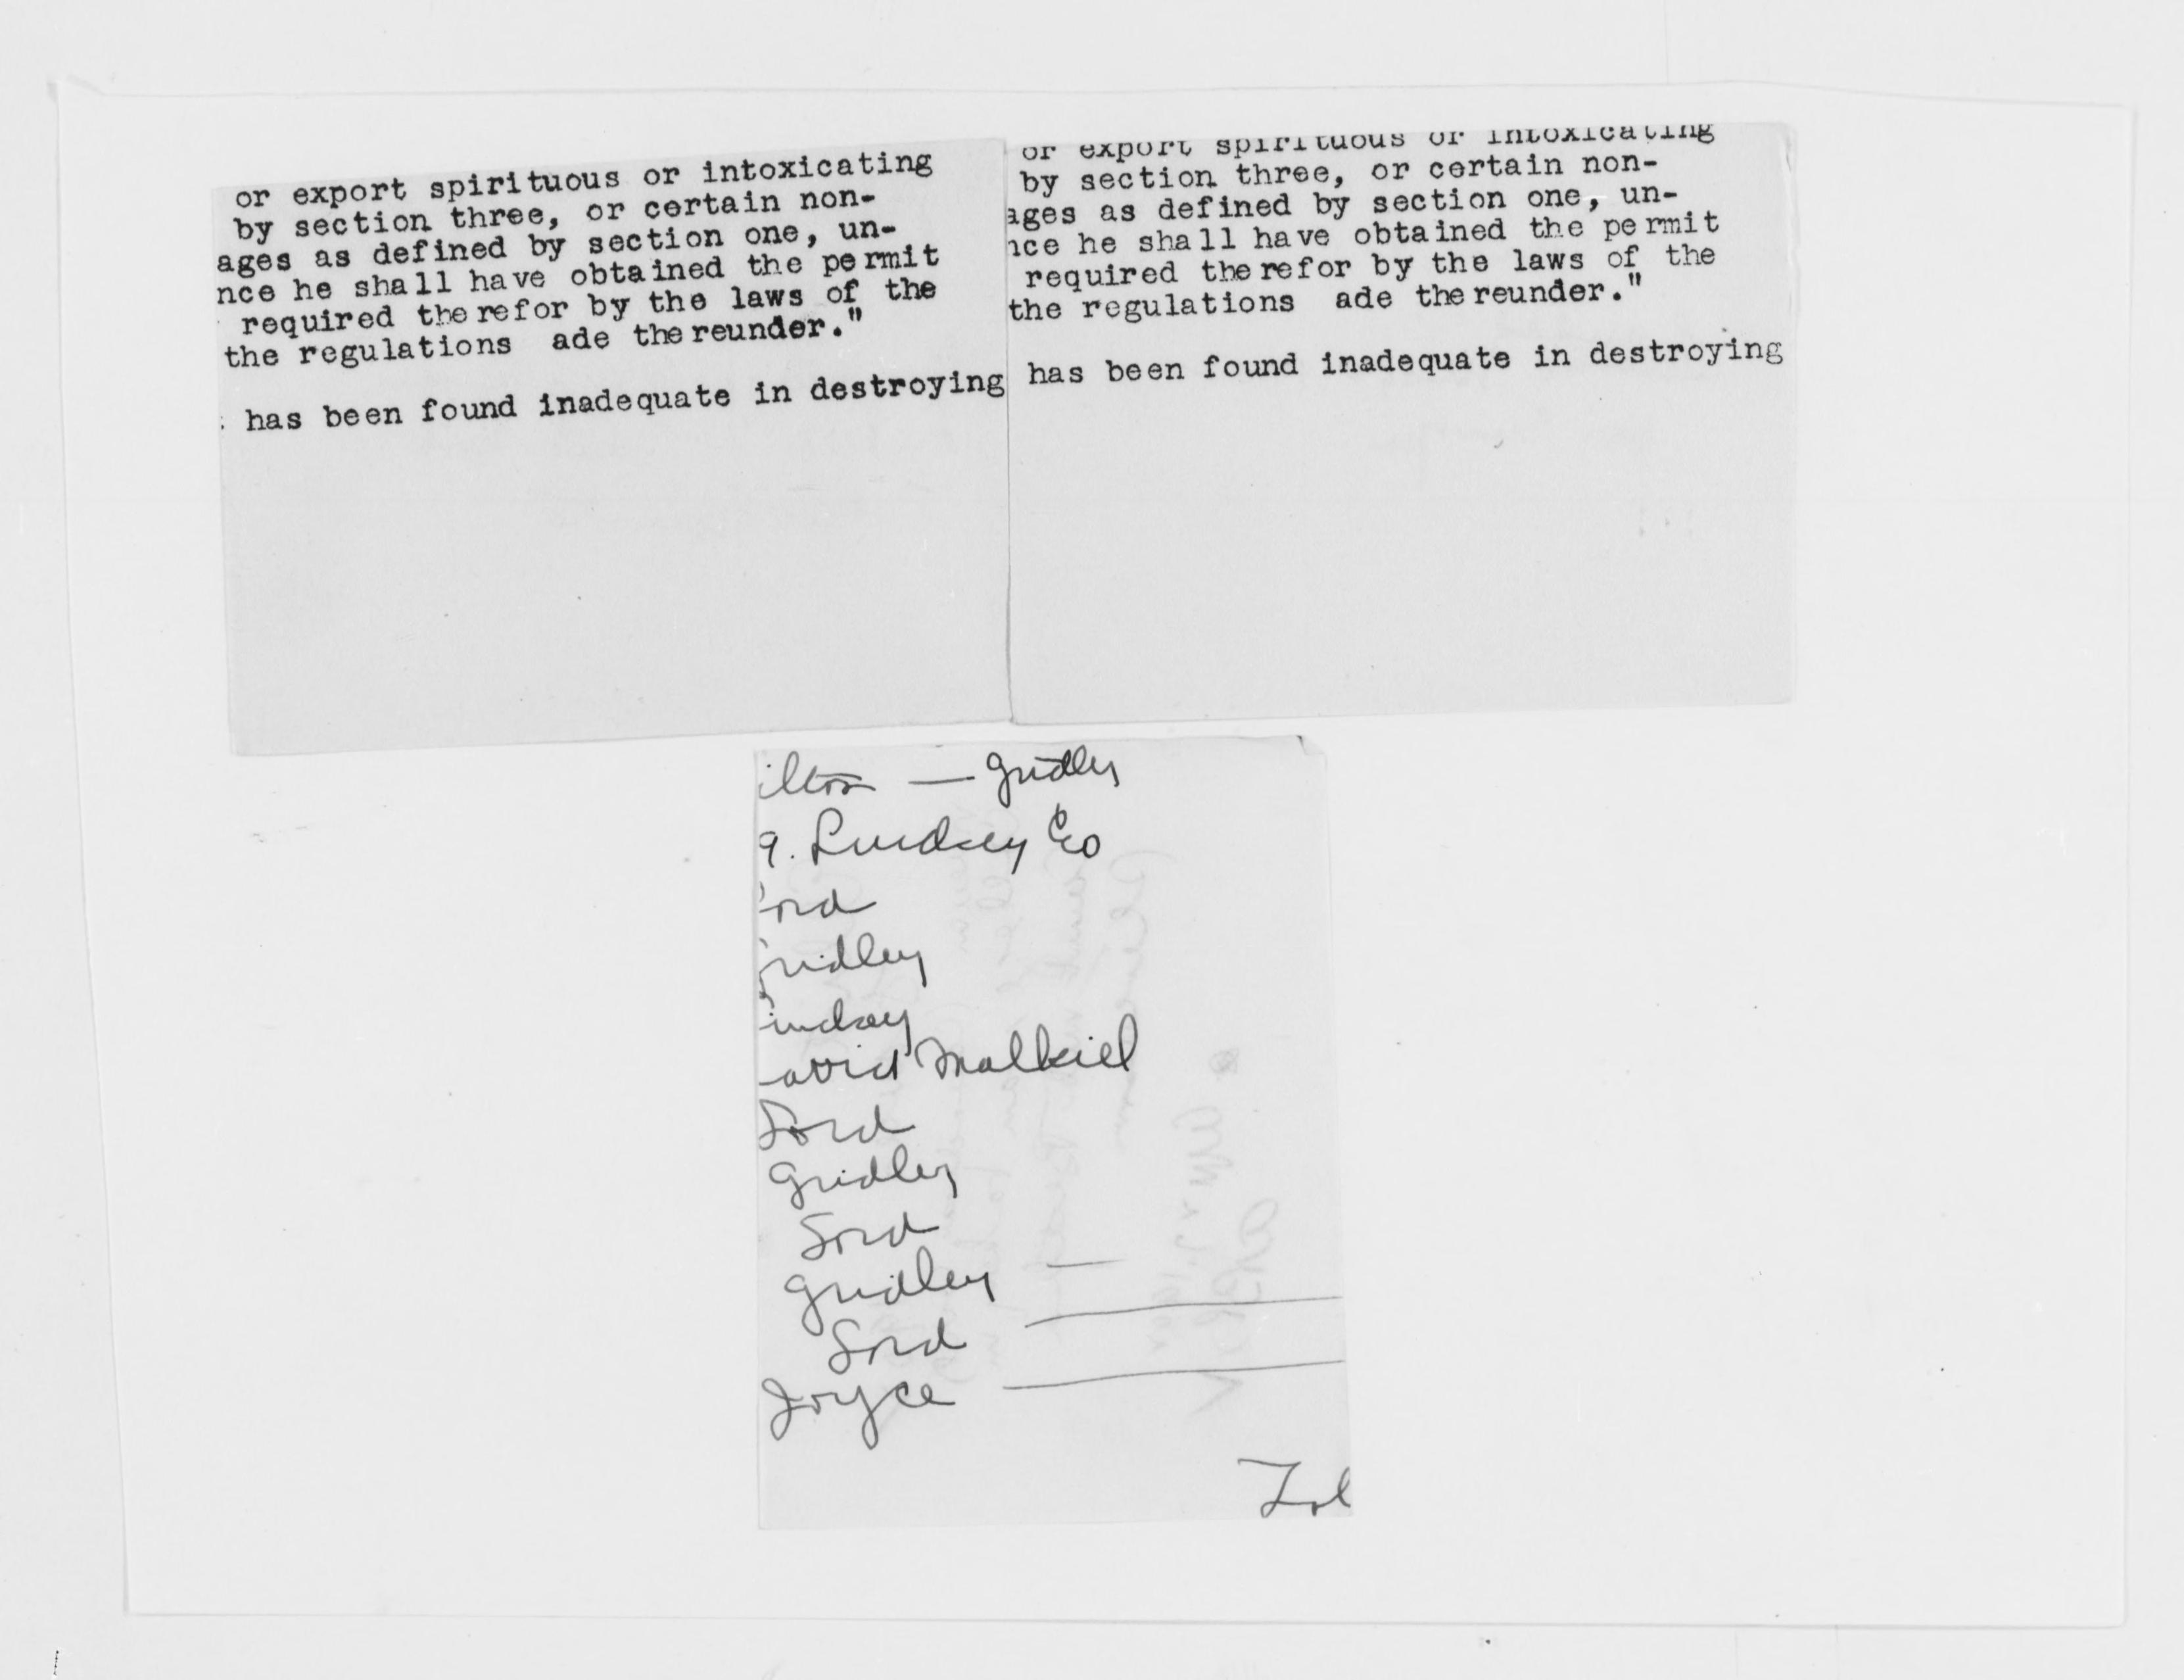 or export spirituous or intoxicating
by section three, or certain non-
ages as defined by section one, un-
nce he shall have obtained the permit
required therefor by the laws of the
the regulations ade thereunder."
has been found inadequate in destroying
or export spirituous or intoxicating
by section three, or certain non-
ages as defined by section one, un-
nce he shall have obtained the permit
required therefor by the laws of the
the regulations ade thereunder."
has been found inadequate in destroying
ilton — Gridley
9. Lindsey Co
ord
ridley
indsey
avid Malkiel
Ford
Gridley
Ford
Gridley —
Ford
Joyce